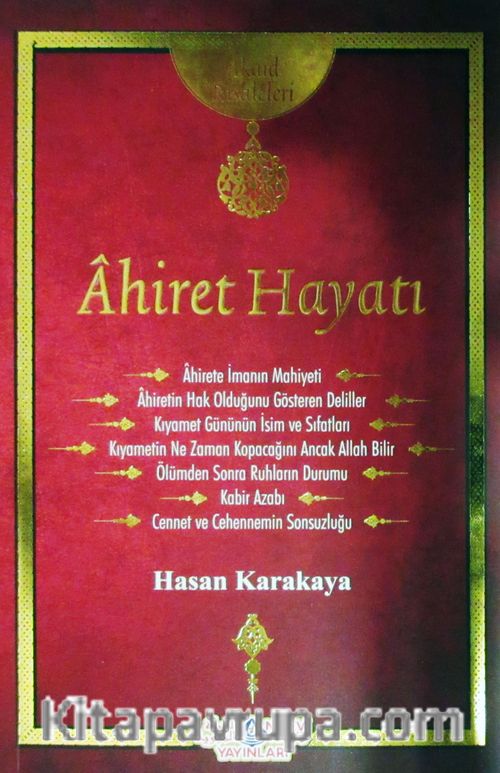 Akaid
Risaleleri
Âhiret Hayatı
Âhirete İmanın Mahiyeti
Âhiretin Hak Olduğunu Gösteren Deliller
Kıyamet Gününün İsim ve Sıfatları
Kıyametin Ne Zaman Kopacağını Ancak Allah Bilir
Ölümden Sonra Ruhların Durumu
Kabir Azabı
Cennet ve Cehennemin Sonsuzluğu
Hasan Karakaya
kitapavrupa.com
YAYINLARI